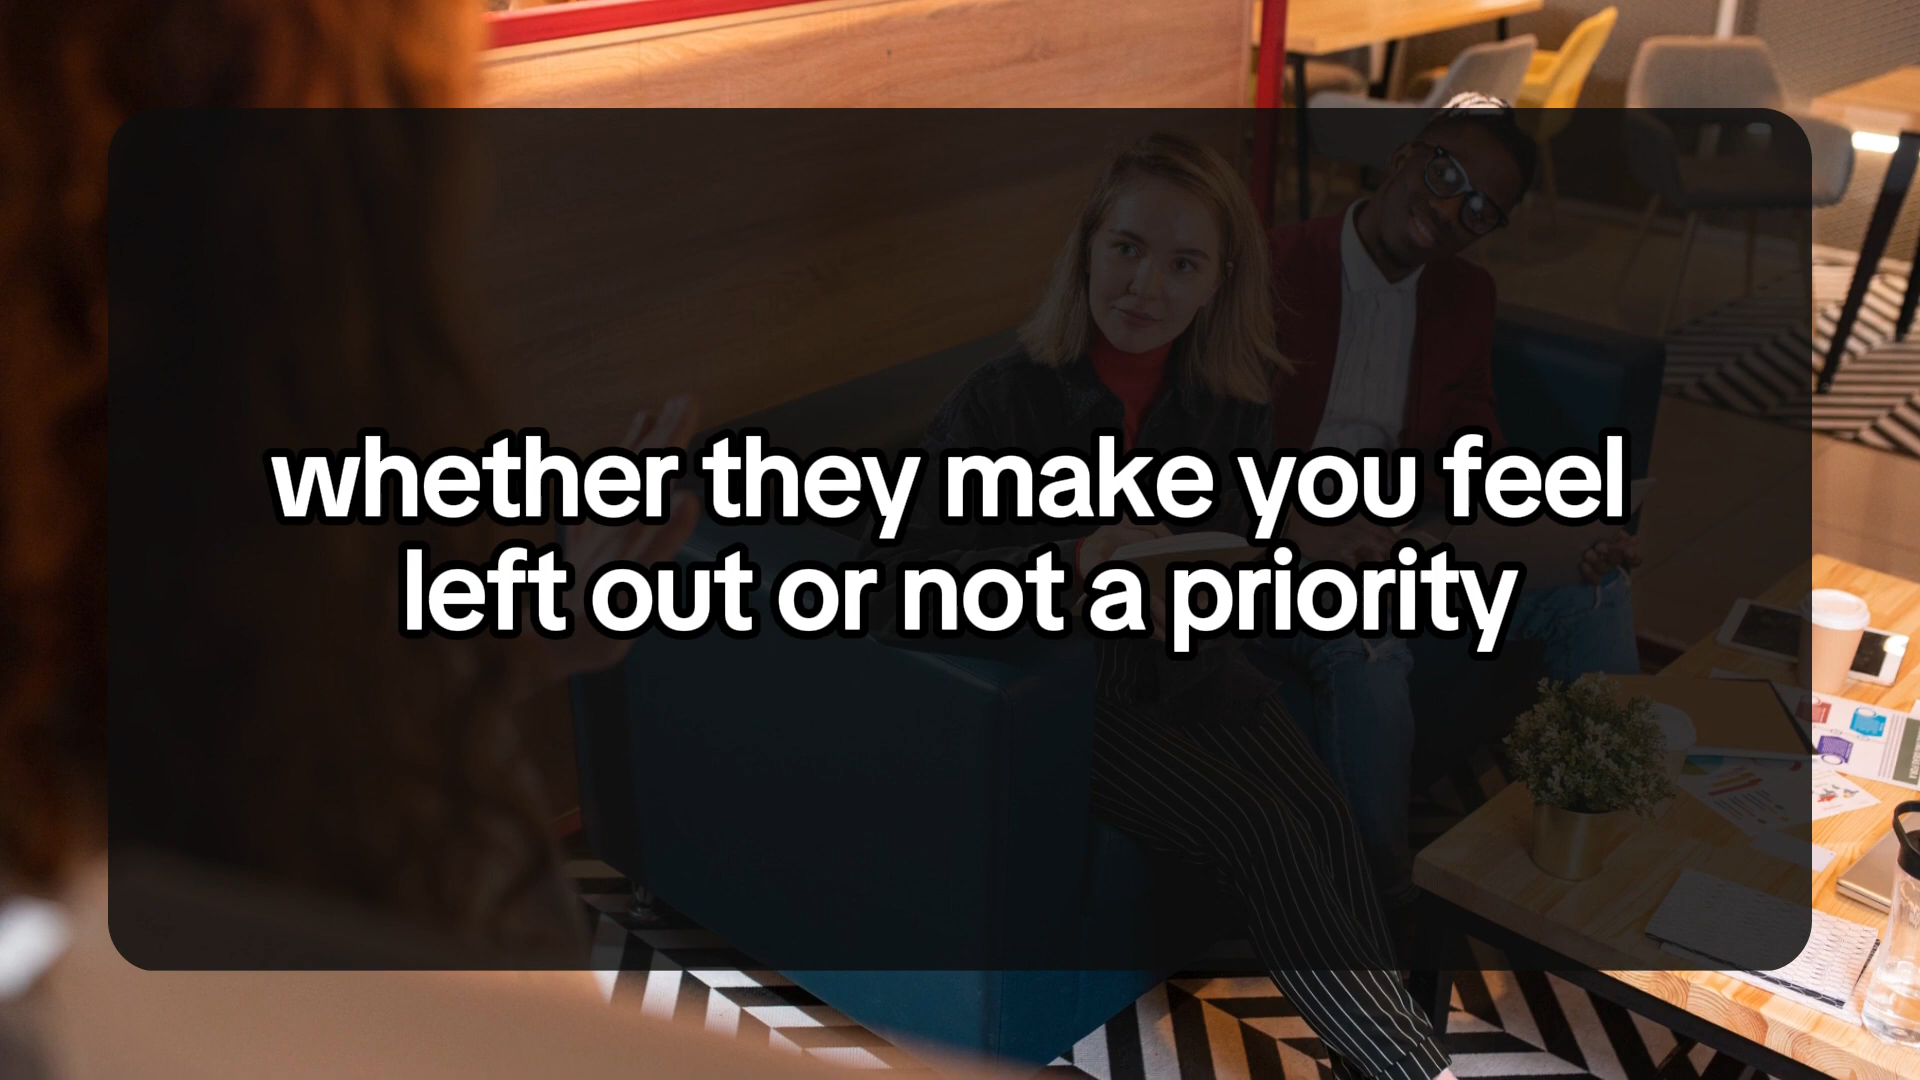 whether they make you feel
left out or not a priority